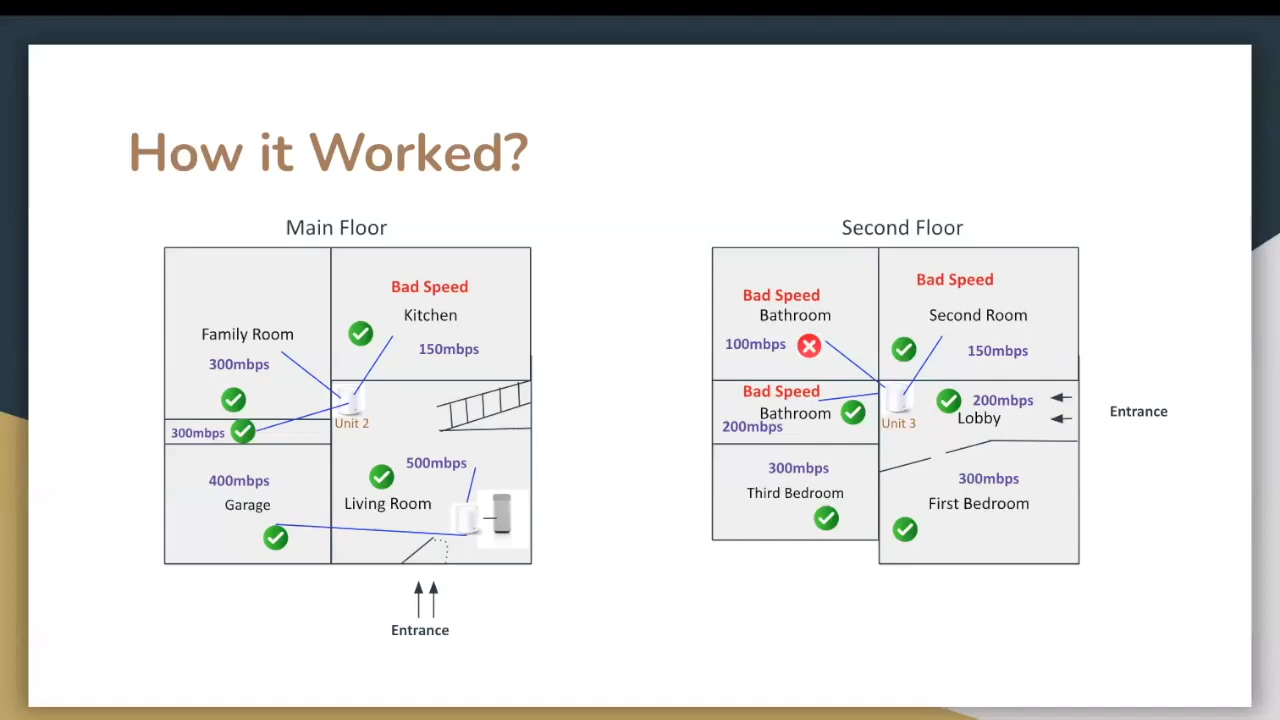 How it Worked?
Main Floor
Bad Speed
Kitchen
150mbps
Family Room
300mbps
Unit 2
300mbps
500mbps
Living Room
400mbps
Garage
Entrance
Second Floor
Bad Speed
Bathroom
100mbps
Bad Speed
Second Room
150mbps
Bad Speed
Bathroom
200mbps
Unit 3
200mbps
Lobby
Entrance
300mbps
Third Bedroom
300mbps
First Bedroom